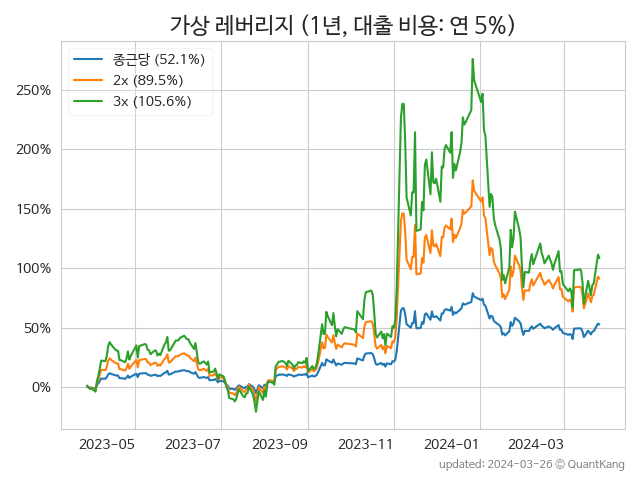 가상 레버리지 (1년, 대출 비용: 연 5%)
종근당 (52.1%)
2x (89.5%)
3x (105.6%)
250%
200%
150%
100%
50%
0%
2023-05
2023-07
2023-09
2023-11
2024-01
2024-03
updated: 2024-03-26 © QuantKang